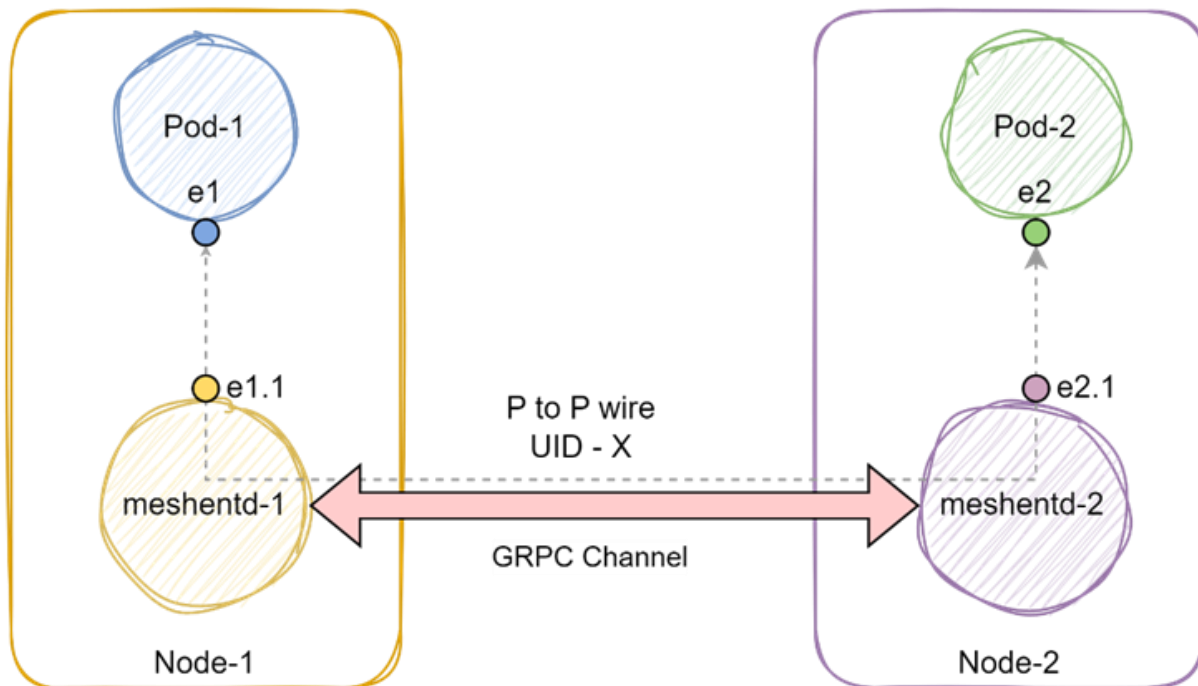 Pod-1
Pod-2
e1
e2
e1.1
e2.1
P to P wire
UID - X
meshentd-1
meshentd-2
GRPC Channel
Node-1
Node-2